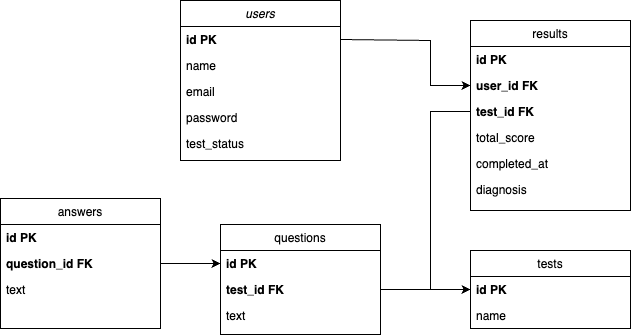 users
id PK
name
email
password
test_status
results
id PK
user_id FK
test_id FK
total_score
completed_at
diagnosis
answers
id PK
question_id FK
text
questions
id PK
test_id FK
text
tests
id PK
name